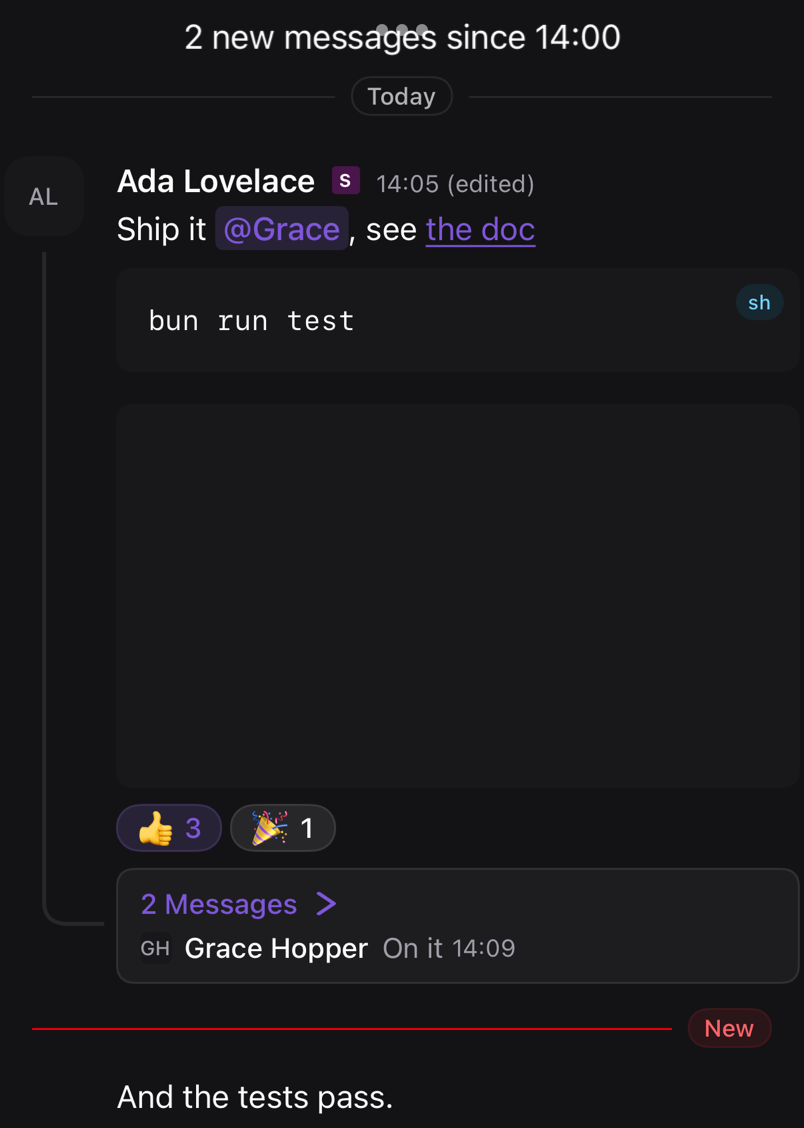 2 new messages since 14:00
Today
AL
Ada Lovelace S 14:05 (edited)
Ship it @Grace, see the doc
sh
bun run test
👍 3 🎉 1
2 Messages >
GH Grace Hopper On it 14:09
New
And the tests pass.